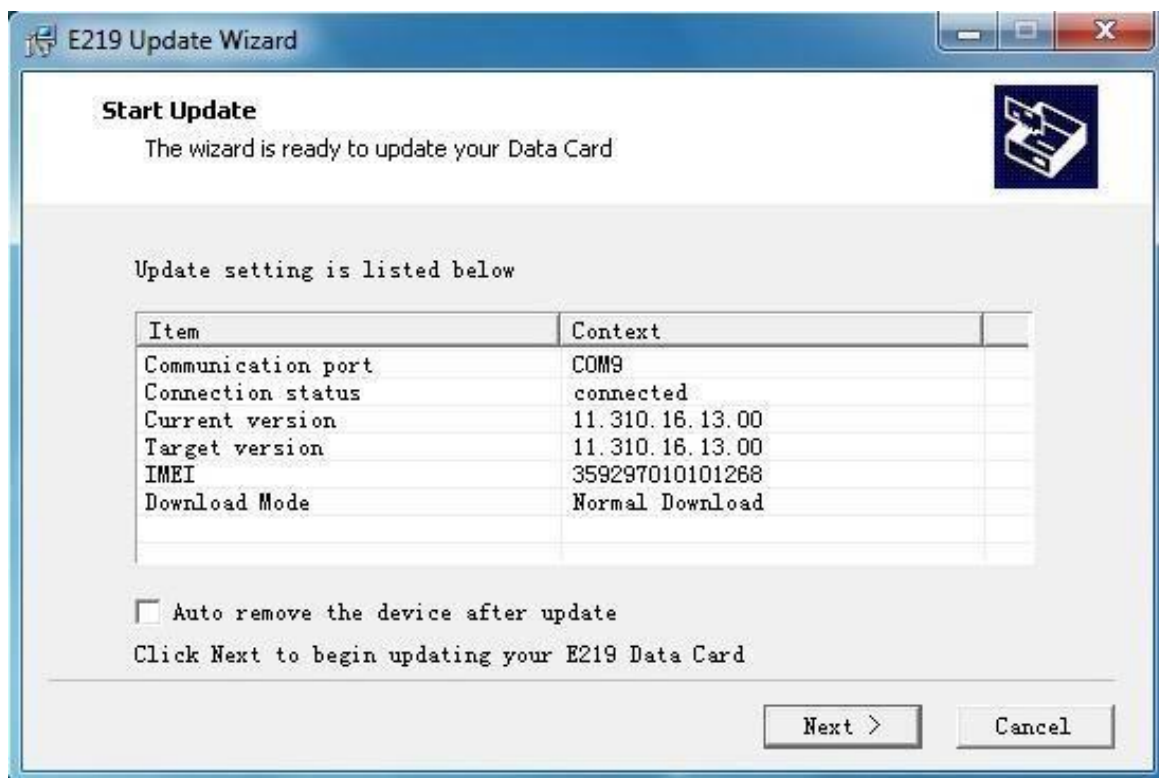 E219 Update Wizard
Start Update
The wizard is ready to update your Data Card
Update setting is listed below
Item Context
Communication port COM9
Connection status connected
Current version 11.310.16.13.00
Target version 11.310.16.13.00
IMEI 359297010101268
Download Mode Normal Download
Auto remove the device after update
Click Next to begin updating your E219 Data Card
Next > Cancel